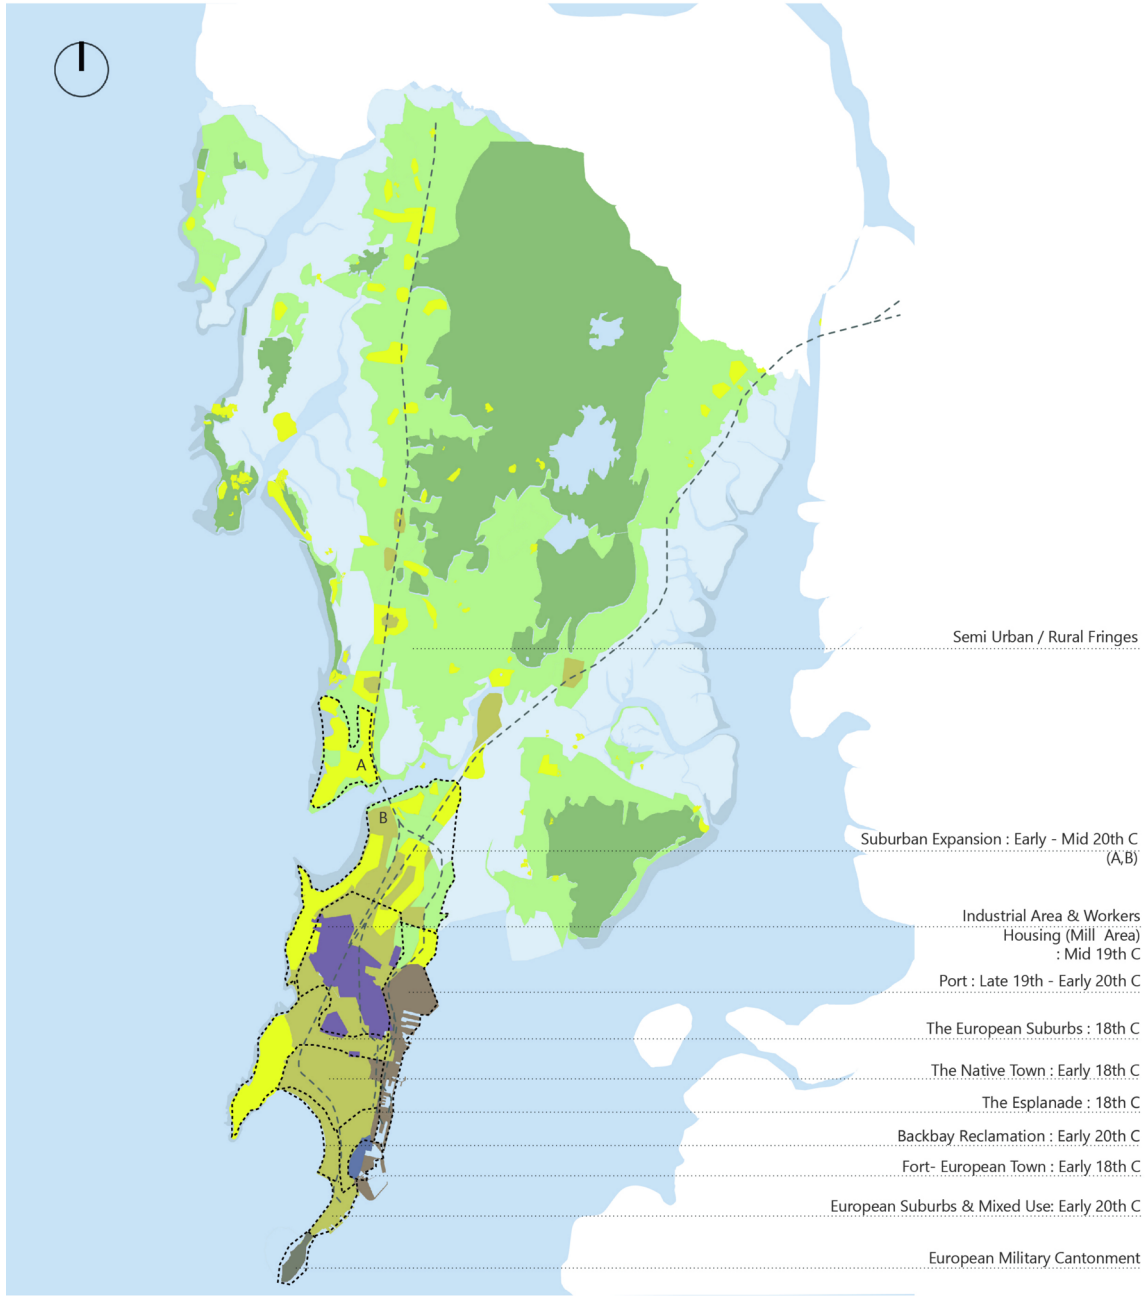 Semi Urban / Rural Fringes
A
B
Suburban Expansion : Early - Mid 20th C
(A,B)
Industrial Area & Workers
Housing (Mill Area)
: Mid 19th C
Port : Late 19th - Early 20th C
The European Suburbs : 18th C
The Native Town : Early 18th C
The Esplanade : 18th C
Backbay Reclamation : Early 20th C
Fort- European Town : Early 18th C
European Suburbs & Mixed Use: Early 20th C
European Military Cantonment